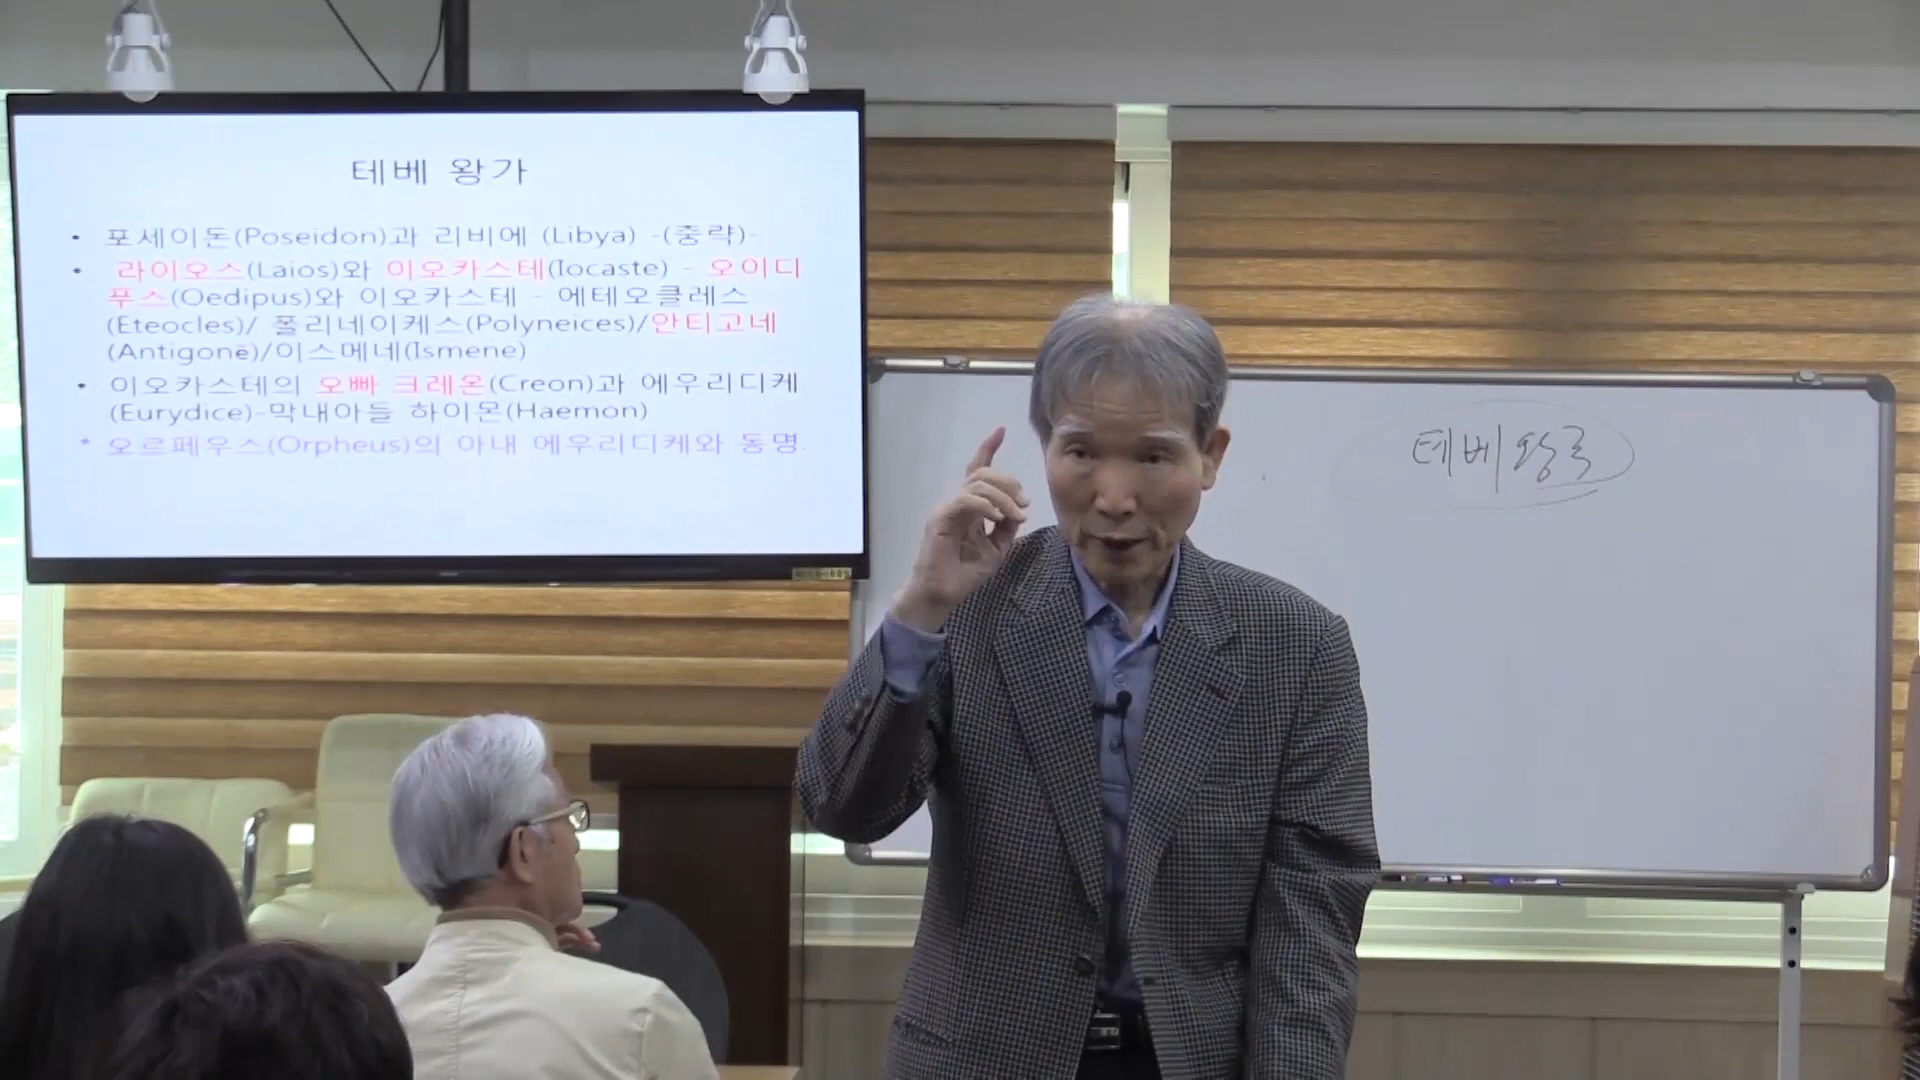 테베 왕가
• 포세이돈(Poseidon)과 리비에 (Libya) -(중략)-
• 라이오스(Laios)와 이오카스테(Iocaste) - 오이디
푸스(Oedipus)와 이오카스테 - 에테오클레스
(Eteocles)/ 폴리네이케스(Polyneices)/안티고네
(Antigonē)/이스메네(Ismene)
• 이오카스테의 오빠 크레온(Creon)과 에우리디케
(Eurydice)-막내아들 하이몬(Haemon)
* 오르페우스(Orpheus)의 아내 에우리디케와 동명.
테베왕국